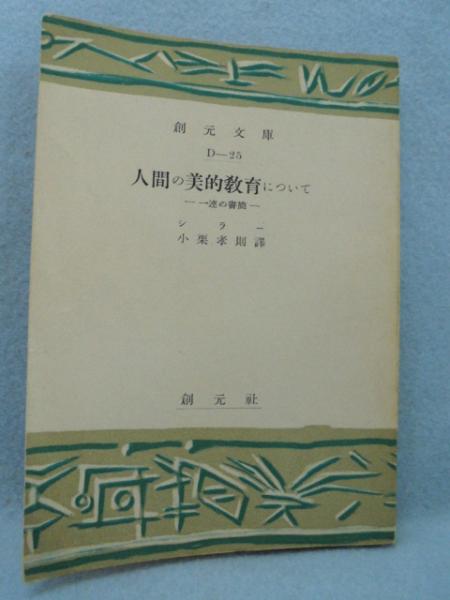 創元文庫
D—25
人間の美的教育について
— 一連の書簡 —
シラー
小栗孝則譯
創元社